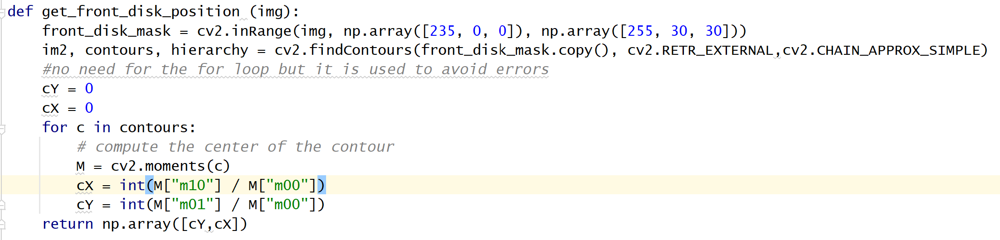 def get_front_disk_position (img):
    front_disk_mask = cv2.inRange(img, np.array([235, 0, 0]), np.array([255, 30, 30]))
    im2, contours, hierarchy = cv2.findContours(front_disk_mask.copy(), cv2.RETR_EXTERNAL,cv2.CHAIN_APPROX_SIMPLE)
    #no need for the for loop but it is used to avoid errors
    cY = 0
    cX = 0
    for c in contours:
        # compute the center of the contour
        M = cv2.moments(c)
        cX = int(M["m10"] / M["m00"])
        cY = int(M["m01"] / M["m00"])
    return np.array([cY,cX])